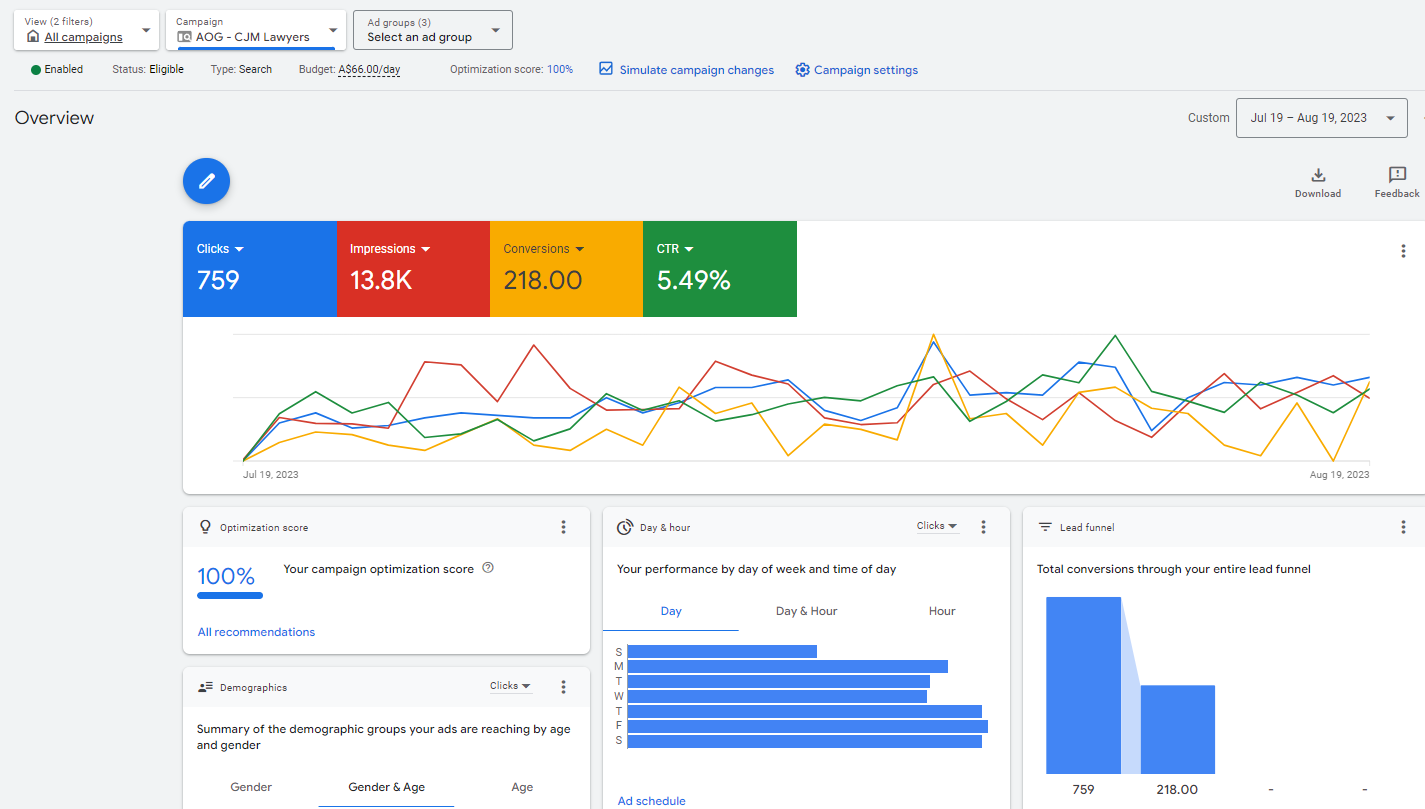 View (2 filters)
All campaigns
Campaign
AOG - CJM Lawyers
Ad groups (3)
Select an ad group
Enabled
Status: Eligible
Type: Search
Budget: A$66.00/day
Optimization score: 100%
Simulate campaign changes
Campaign settings
Overview
Custom
Jul 19 – Aug 19, 2023
Download
Feedback
Clicks
759
Impressions
13.8K
Conversions
218.00
CTR
5.49%
Jul 19, 2023
Aug 19, 2023
Optimization score
100%
Your campaign optimization score
All recommendations
Day & hour
Clicks
Your performance by day of week and time of day
Day
Day & Hour
Hour
S
M
T
W
T
F
S
Ad schedule
Lead funnel
Total conversions through your entire lead funnel
759
218.00
-
-
Demographics
Clicks
Summary of the demographic groups your ads are reaching by age
and gender
Gender
Gender & Age
Age